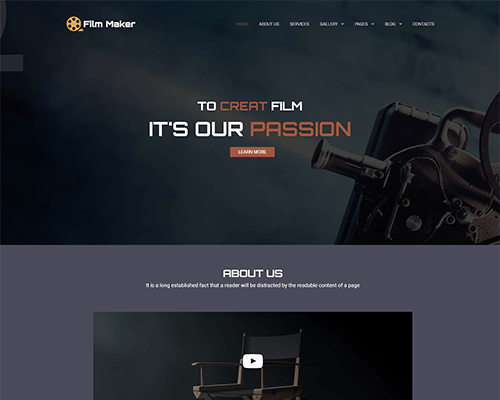 Film Maker
HOME ABOUT US SERVICES GALLERY PAGES BLOG CONTACTS
TO CREAT FILM
IT'S OUR PASSION
LEARN MORE
ABOUT US
It is a long established fact that a reader will be distracted by the readable content of a page